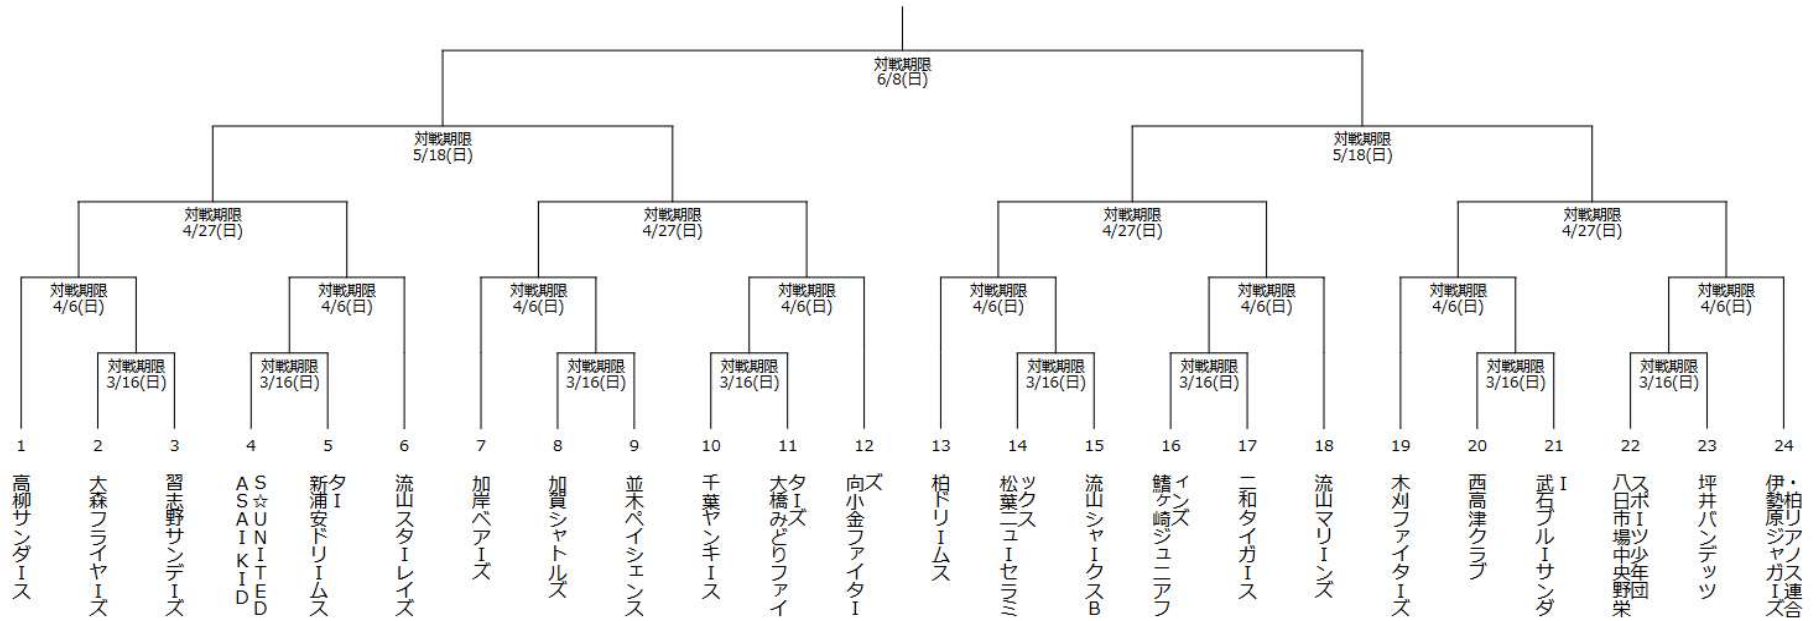 対戦期限
6/8(日)
対戦期限
5/18(日)
対戦期限
5/18(日)
対戦期限
4/27(日)
対戦期限
4/27(日)
対戦期限
4/27(日)
対戦期限
4/27(日)
対戦期限
4/6(日)
対戦期限
4/6(日)
対戦期限
4/6(日)
対戦期限
4/6(日)
対戦期限
4/6(日)
対戦期限
4/6(日)
対戦期限
4/6(日)
対戦期限
4/6(日)
対戦期限
3/16(日)
対戦期限
3/16(日)
対戦期限
3/16(日)
対戦期限
3/16(日)
対戦期限
3/16(日)
対戦期限
3/16(日)
対戦期限
3/16(日)
対戦期限
3/16(日)
1
高柳サンダース
2
大森フライヤーズ
3
習志野サンデーズ
4
ASAI KID
S☆UNITED
5
新浦安ドリームス
ター
6
流山スターレイズ
7
加岸ベアーズ
8
加賀シャトルズ
9
並木ペイシェンス
10
千葉ヤンキース
11
大橋みどりファイ
ターズ
12
向小金ファイター
ズ
13
柏ドリームス
14
松葉ニューセラミ
ックス
15
流山シャークスB
16
鰭ヶ崎ジュニアフ
ィンズ
17
二和タイガース
18
流山マリーンズ
19
木刈ファイターズ
20
西高津クラブ
21
武石ブルーサンダ
ー
22
八日市場中央野栄
スポーツ少年団
23
坪井バンデッツ
24
伊勢原ジャガーズ
・柏リアノス連合